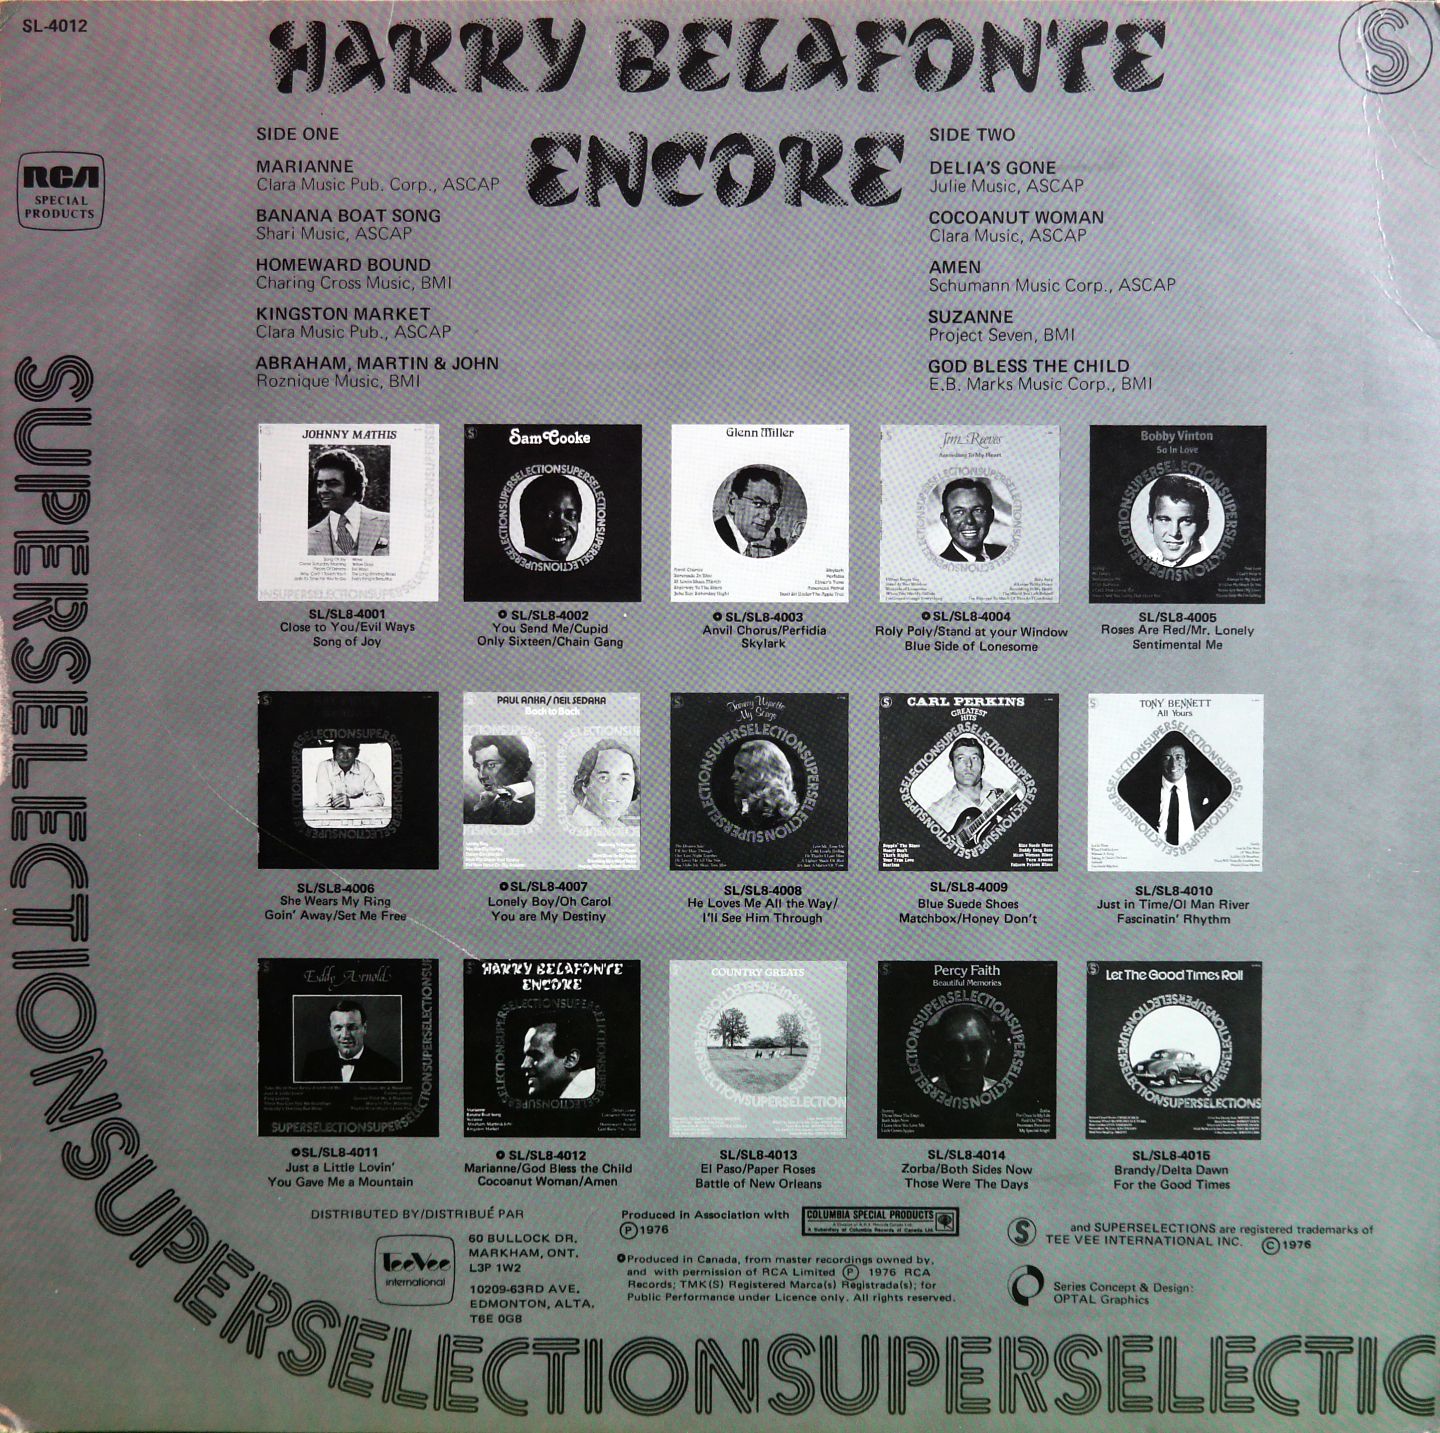 SL-4012
HARRY BELAFONTE
ENCORE
S
RCA
SPECIAL
PRODUCTS
SIDE ONE
MARIANNE
Clara Music Pub. Corp., ASCAP
BANANA BOAT SONG
Shari Music, ASCAP
HOMEWARD BOUND
Charing Cross Music, BMI
KINGSTON MARKET
Clara Music Pub., ASCAP
ABRAHAM, MARTIN & JOHN
Roznique Music, BMI
SIDE TWO
DELIA'S GONE
Julie Music, ASCAP
COCOANUT WOMAN
Clara Music, ASCAP
AMEN
Schumann Music Corp., ASCAP
SUZANNE
Project Seven, BMI
GOD BLESS THE CHILD
E.B. Marks Music Corp., BMI
JOHNNY MATHIS
SL/SL8-4001
Close to You/Evil Ways
Song of Joy
Sam Cooke
SUPERSELECTIONSUPERSELECTION
SL/SL8-4002
You Send Me/Cupid
Only Sixteen/Chain Gang
Glenn Miller
SL/SL8-4003
Anvil Chorus/Perfidia
Skylark
Jim Reeves
According To My Heart
SL/SL8-4004
Roly Poly/Stand at your Window
Blue Side of Lonesome
Bobby Vinton
So In Love
SL/SL8-4005
Roses Are Red/Mr. Lonely
Sentimental Me
SL/SL8-4006
She Wears My Ring
Goin' Away/Set Me Free
PAUL ANKA/NEIL SEDAKA
Back to Back
SL/SL8-4007
Lonely Boy/Oh Carol
You are My Destiny
Tammy Wynette
My Songs
SL/SL8-4008
He Loves Me All the Way/
I'll See Him Through
CARL PERKINS
GREATEST
HITS
SL/SL8-4009
Blue Suede Shoes
Matchbox/Honey Don't
TONY BENNETT
All Yours
SL/SL8-4010
Just in Time/Ol Man River
Fascinatin' Rhythm
Eddy Arnold
SUPERSELECTIONSUPERSELECTION
SL/SL8-4011
Just a Little Lovin'
You Gave Me a Mountain
HARRY BELAFONTE
ENCORE
SL/SL8-4012
Marianne/God Bless the Child
Cocoanut Woman/Amen
COUNTRY GREATS
SL/SL8-4013
El Paso/Paper Roses
Battle of New Orleans
Percy Faith
Beautiful Memories
SL/SL8-4014
Zorba/Both Sides Now
Those Were The Days
Let The Good Times Roll
SL/SL8-4015
Brandy/Delta Dawn
For the Good Times
DISTRIBUTED BY/DISTRIBUÉ PAR
TeeVee
international
60 BULLOCK DR.
MARKHAM, ONT.
L3P 1W2
10209-63RD AVE.
EDMONTON, ALTA.
T6E 0G8
Produced in Association with
Ⓟ1976
COLUMBIA SPECIAL PRODUCTS
Produced in Canada, from master recordings owned by,
and with permission of RCA Limited Ⓟ 1976 RCA
Records; TMK(S) Registered Marca(s) Registrada(s); for
Public Performance under Licence only. All rights reserved.
S and SUPERSELECTIONS are registered trademarks of
TEE VEE INTERNATIONAL INC. ©1976
Series Concept & Design:
OPTAL Graphics
SUPERSELECTIONSUPERSELECTIONSUPERSELECTIO